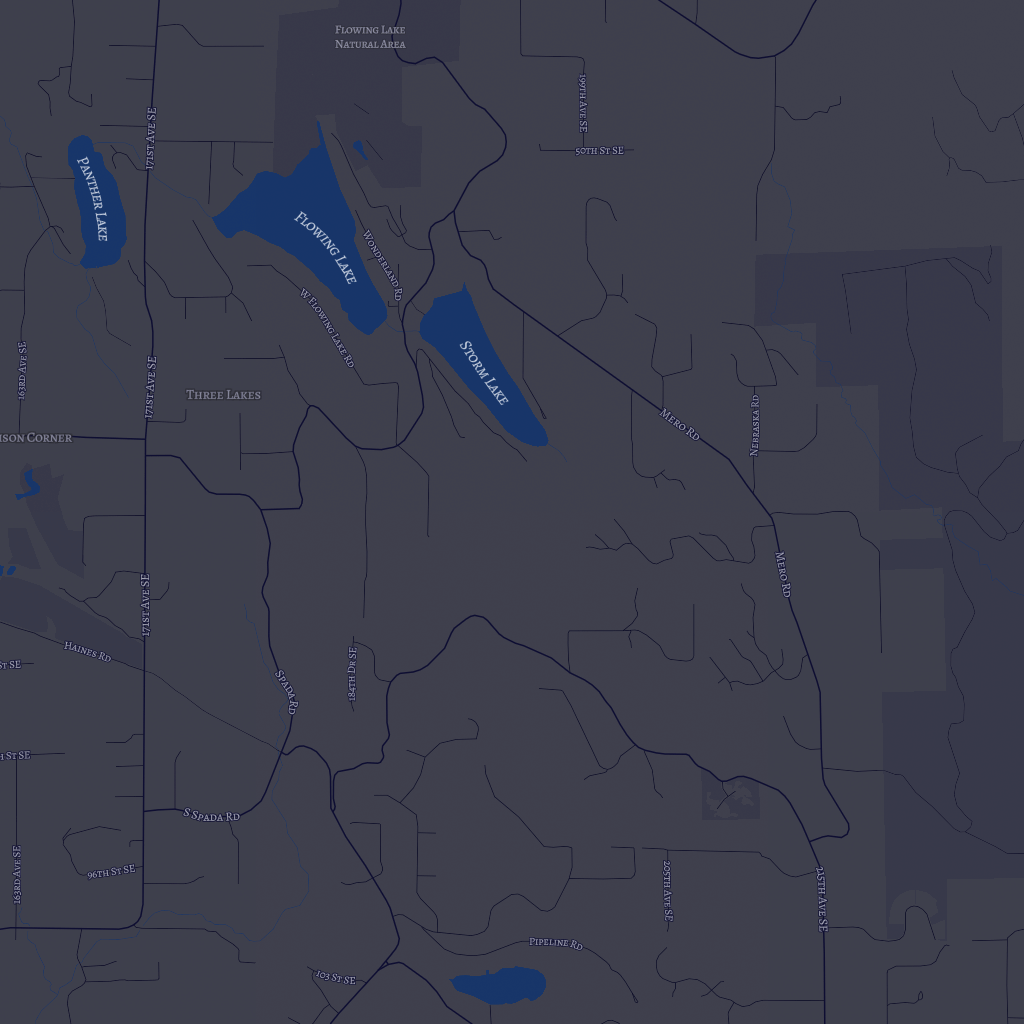 Flowing Lake
Natural Area
199th Ave SE
50th St SE
171st Ave SE
Panther Lake
Flowing Lake
Wonderland Rd
W Flowing Lake Rd
Storm Lake
163rd Ave SE
171st Ave SE
Three Lakes
Mero Rd
Nebraska Rd
ison Corner
Mero Rd
171st Ave SE
Haines Rd
St SE
184th Dr SE
Spada Rd
h St SE
S Spada Rd
163rd Ave SE
96th St SE
205th Ave SE
215th Ave SE
Pipeline Rd
103 St SE